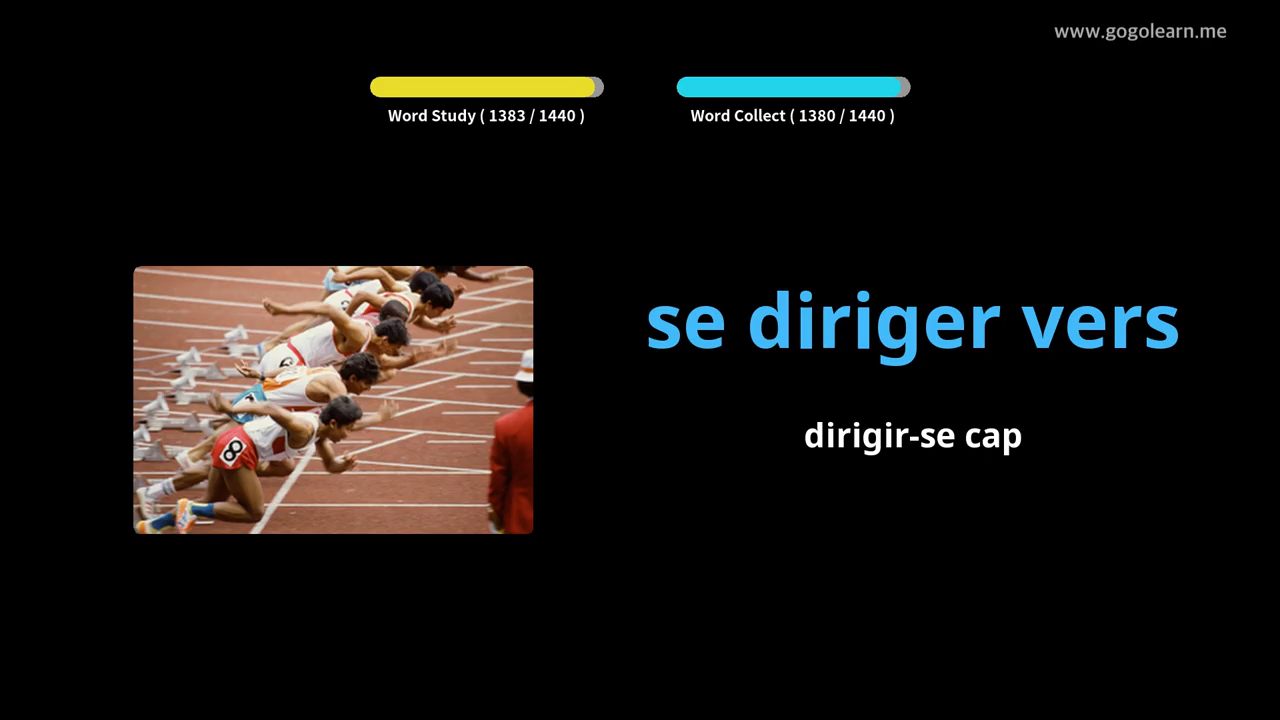 www.gogolearn.me
Word Study ( 1383 / 1440 )
Word Collect ( 1380 / 1440 )
se diriger vers
dirigir-se cap
8